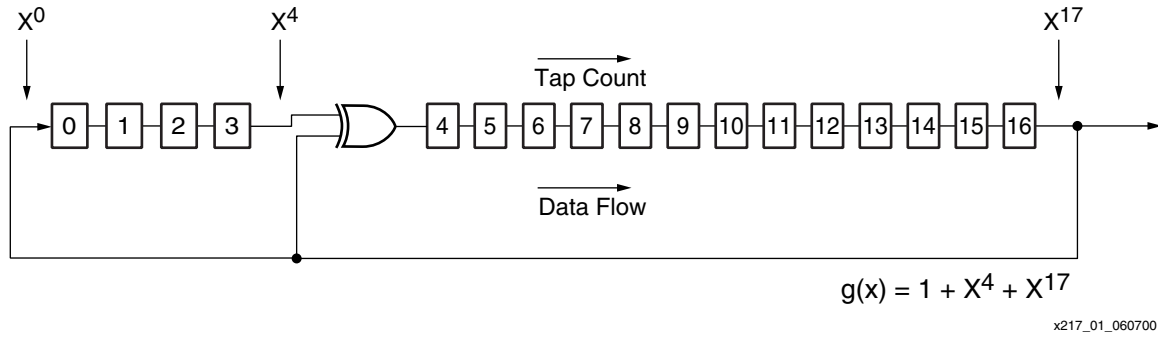 X⁰ X⁴ X¹⁷
Tap Count
0 1 2 3 4 5 6 7 8 9 10 11 12 13 14 15 16
Data Flow
g(x) = 1 + X⁴ + X¹⁷
x217_01_060700